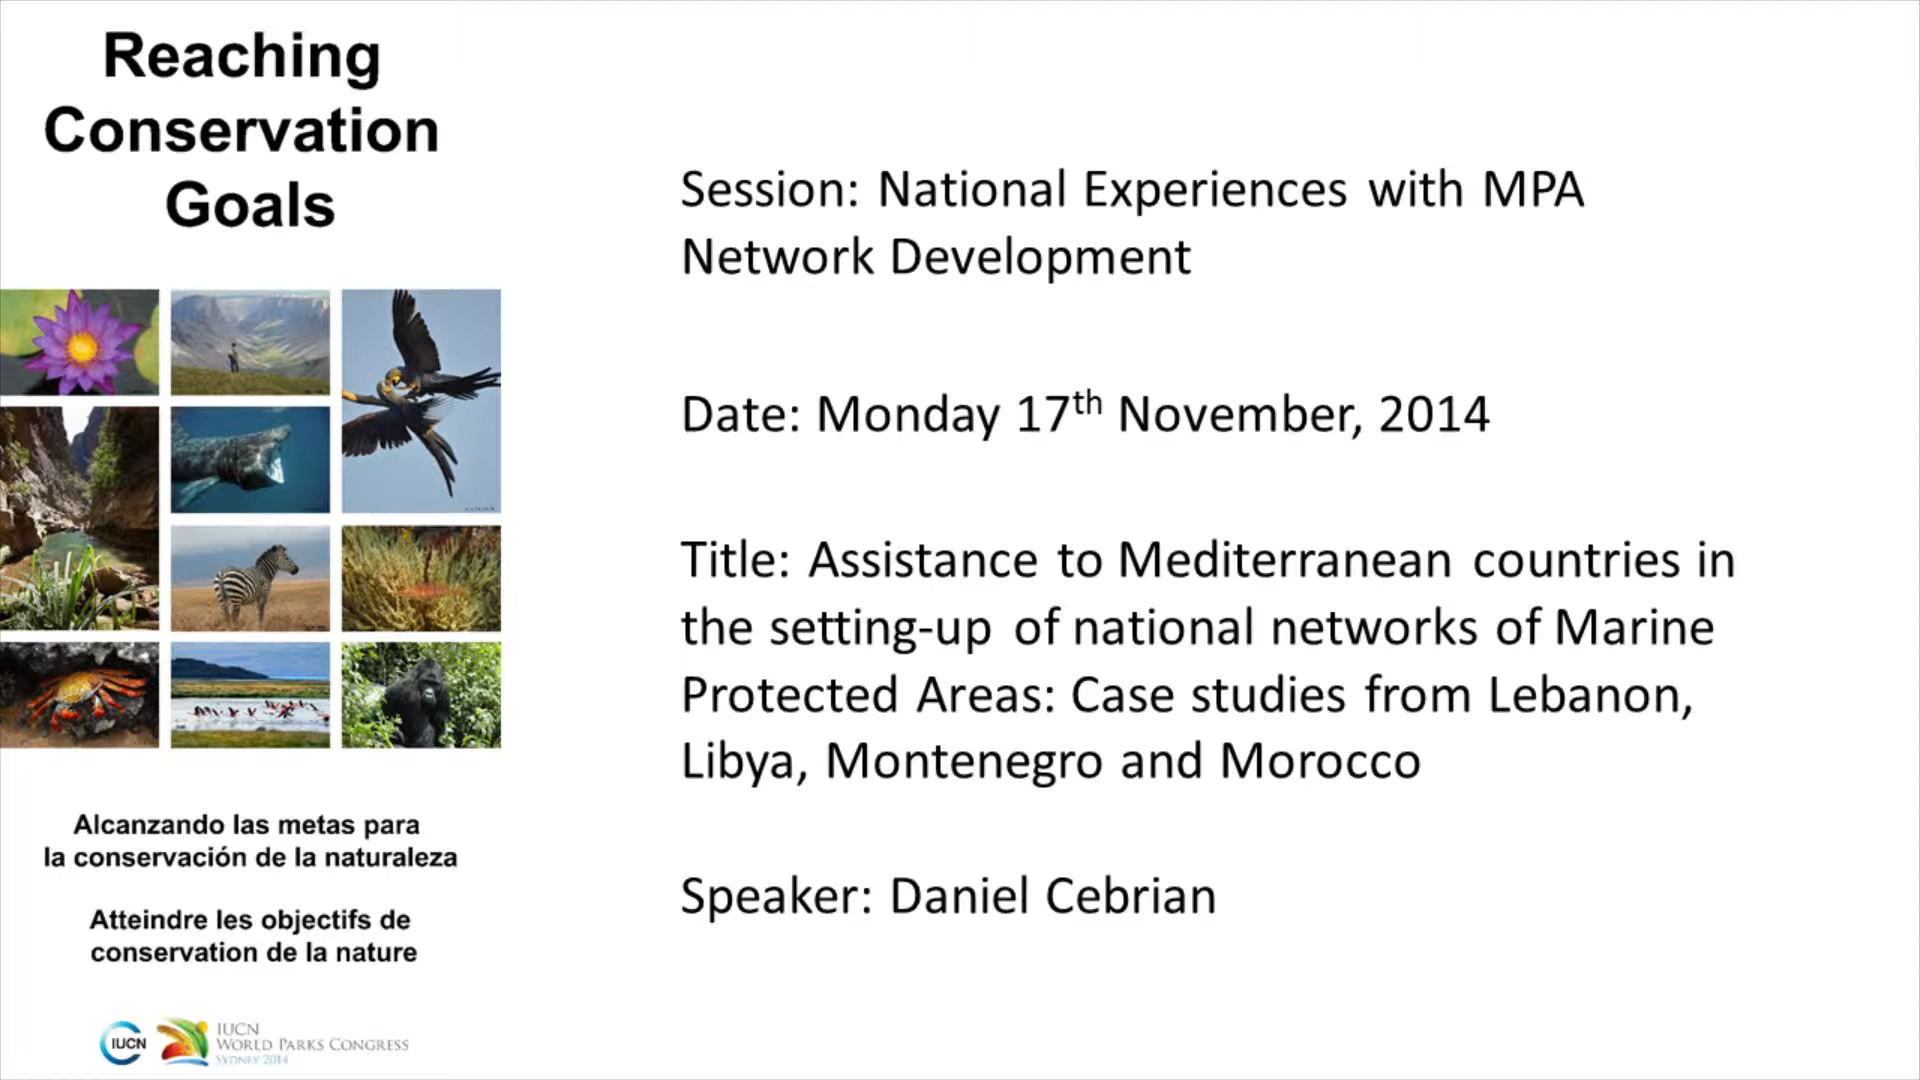 Reaching
Conservation
Goals
Session: National Experiences with MPA
Network Development
Date: Monday 17th November, 2014
Title: Assistance to Mediterranean countries in
the setting-up of national networks of Marine
Protected Areas: Case studies from Lebanon,
Libya, Montenegro and Morocco
Speaker: Daniel Cebrian
Alcanzando las metas para
la conservación de la naturaleza
Atteindre les objectifs de
conservation de la nature
IUCN
IUCN
World Parks Congress
Sydney 2014